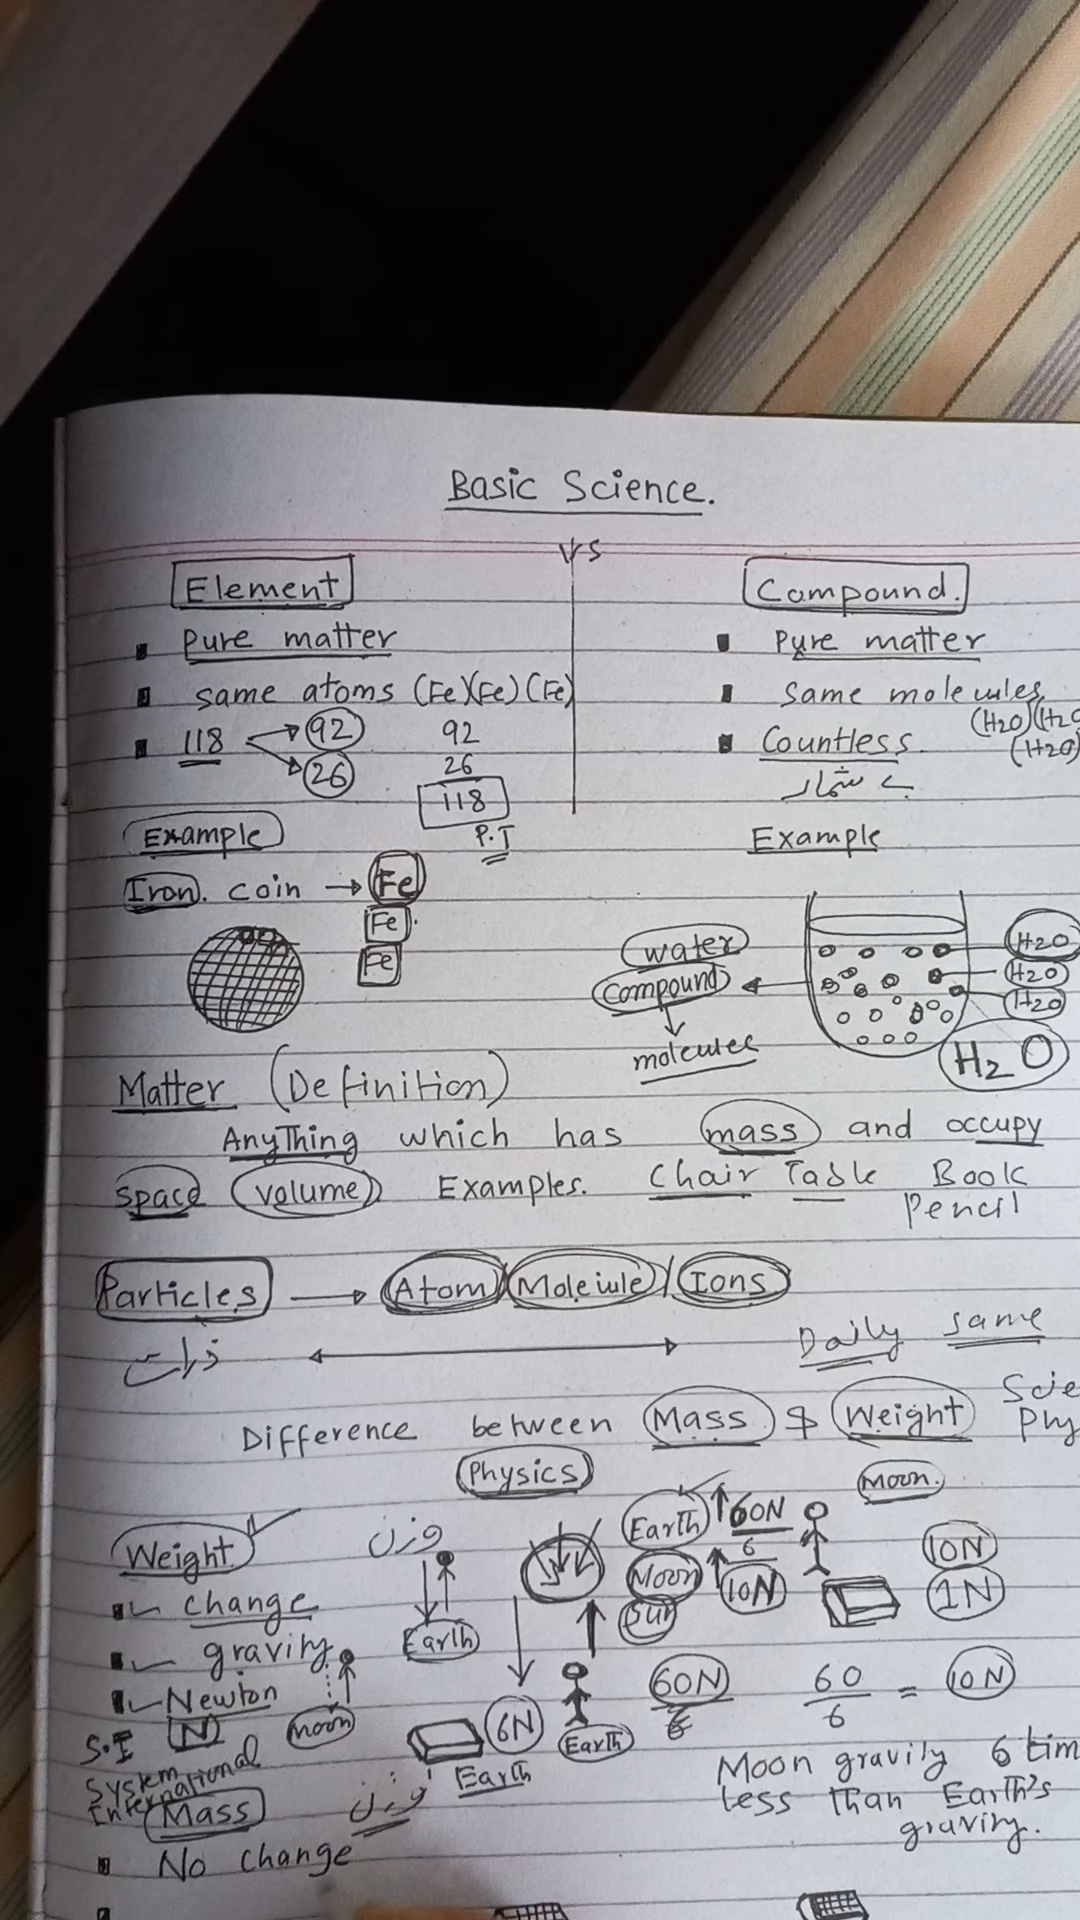 Basic Science.
vs
Element
Pure matter
same atoms (Fe)(Fe)(Fe)
118 92 92
26 26
118
P.T
Example
Iron. coin → Fe
Fe
Fe
Compound.
Pure matter
Same molecules
(H2O)(H2O
(H2O)
Countless.
بے شمار
Example
water
Compound
molecules
H2O
H2O
H2O
H2O
Matter (Definition)
AnyThing which has mass and occupy
space (volume) Examples. Chair Table Book
Pencil
Particles → Atom/Molecule/Ions
ذرات
Daily same
Difference between Mass & Weight Scie
Physics Phy
Weight وزن
change
gravity
Newton
S.I N
System
International
Earth
moon
6N
Earth
Earth
Earth ↑ 60N
6
Moon ↑ 10N
Sun
Moon.
10N
1N
60N
6
60
6 = 10N
Moon gravity 6 tim
less than Earth's
gravity.
Mass وزن
No change